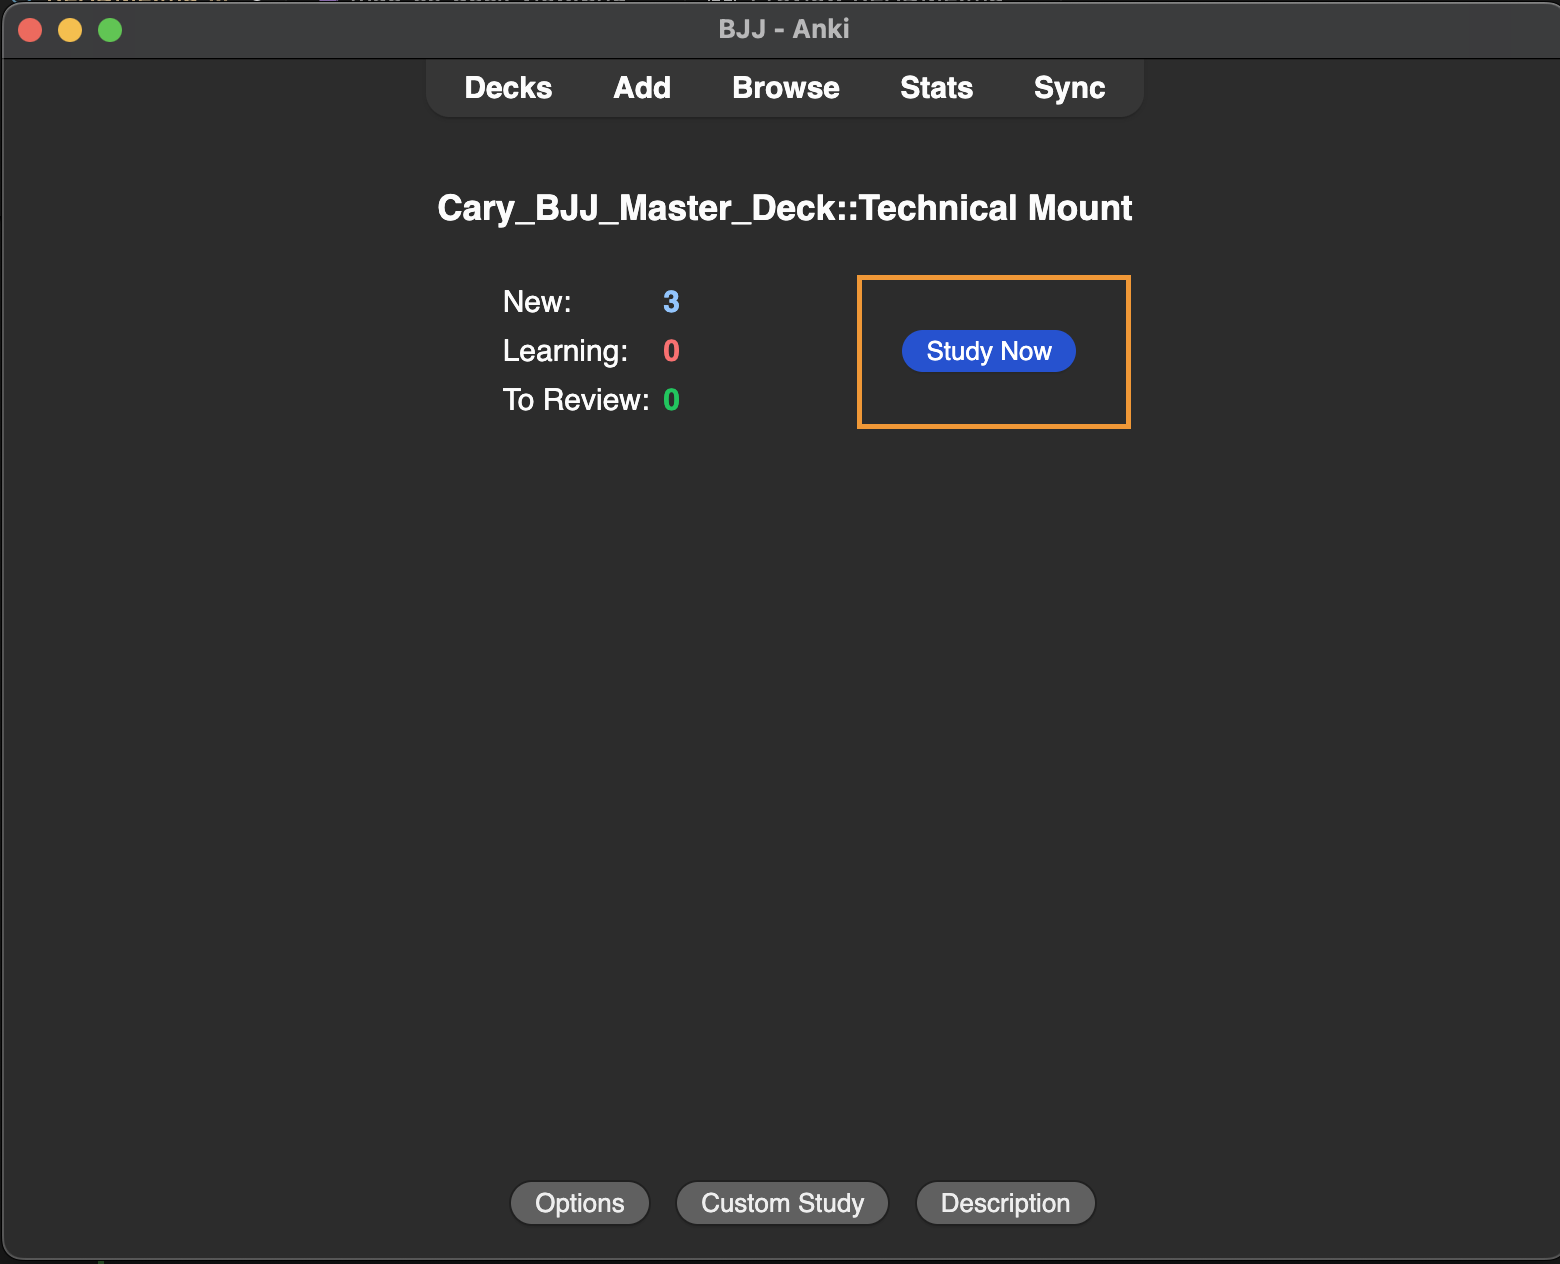 BJJ - Anki
Decks Add Browse Stats Sync
Cary_BJJ_Master_Deck::Technical Mount
New: 3
Learning: 0
To Review: 0
Study Now
Options Custom Study Description